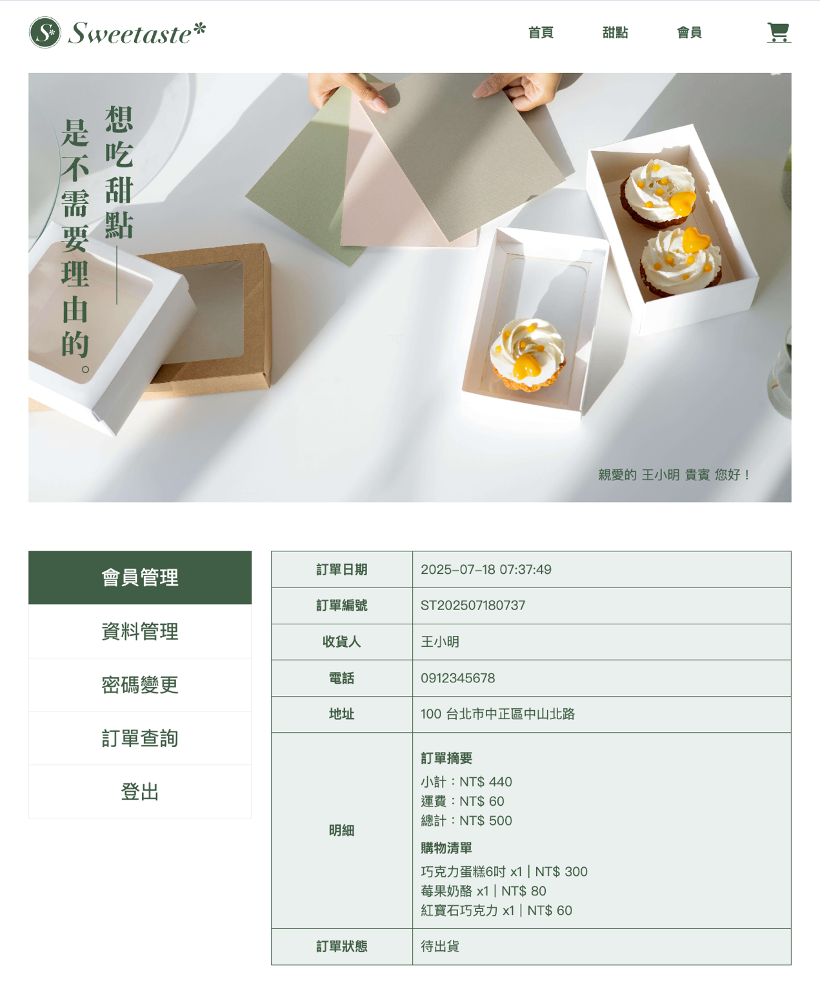 S*
Sweetaste*
首頁
甜點
會員
想吃甜點——
是不需要理由的。
親愛的 王小明 貴賓 您好！
會員管理
資料管理
密碼變更
訂單查詢
登出
訂單日期 2025-07-18 07:37:49
訂單編號 ST202507180737
收貨人 王小明
電話 0912345678
地址 100 台北市中正區中山北路
明細
訂單摘要
小計：NT$ 440
運費：NT$ 60
總計：NT$ 500
購物清單
巧克力蛋糕6吋 x1｜NT$ 300
莓果奶酪 x1｜NT$ 80
紅寶石巧克力 x1｜NT$ 60
訂單狀態 待出貨